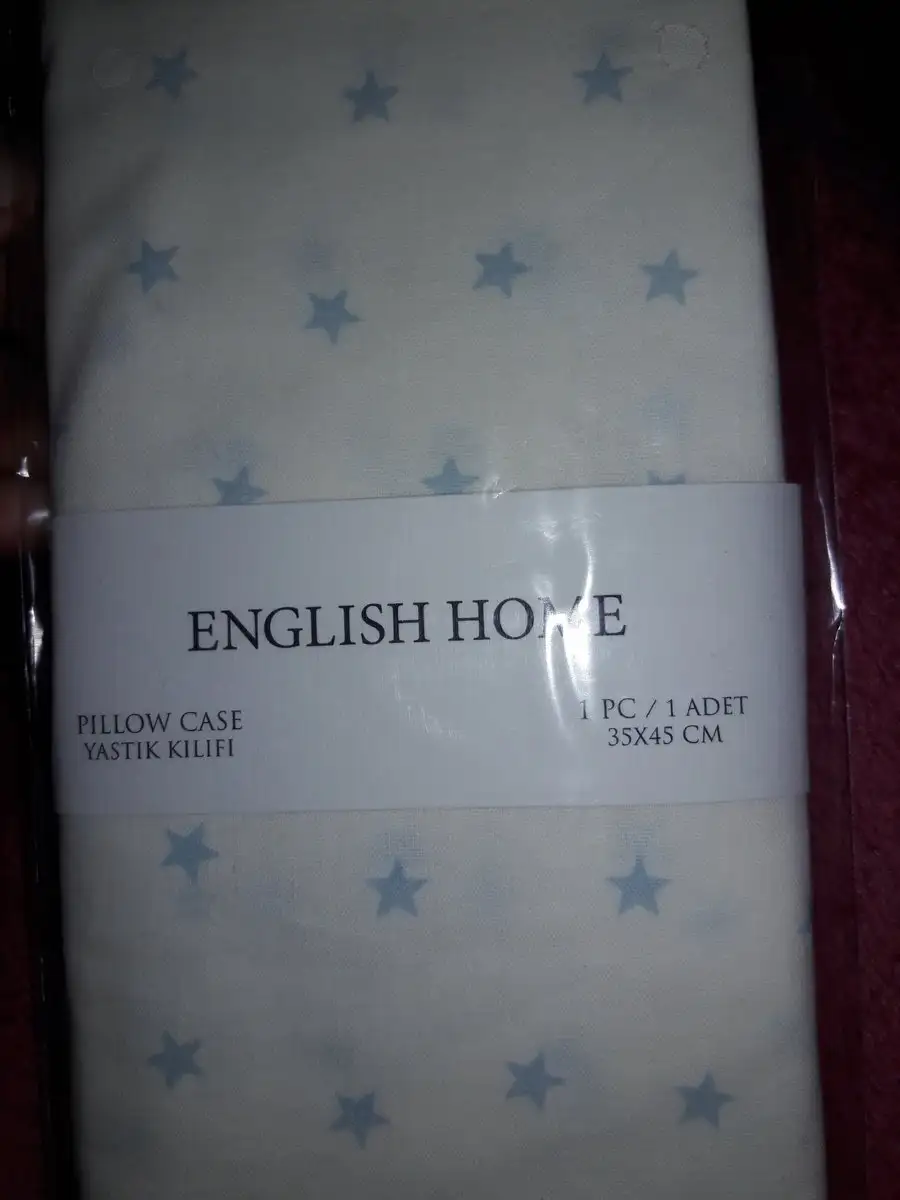 ENGLISH HOME
PILLOW CASE
YASTIK KILIFI
1 PC / 1 ADET
35X45 CM